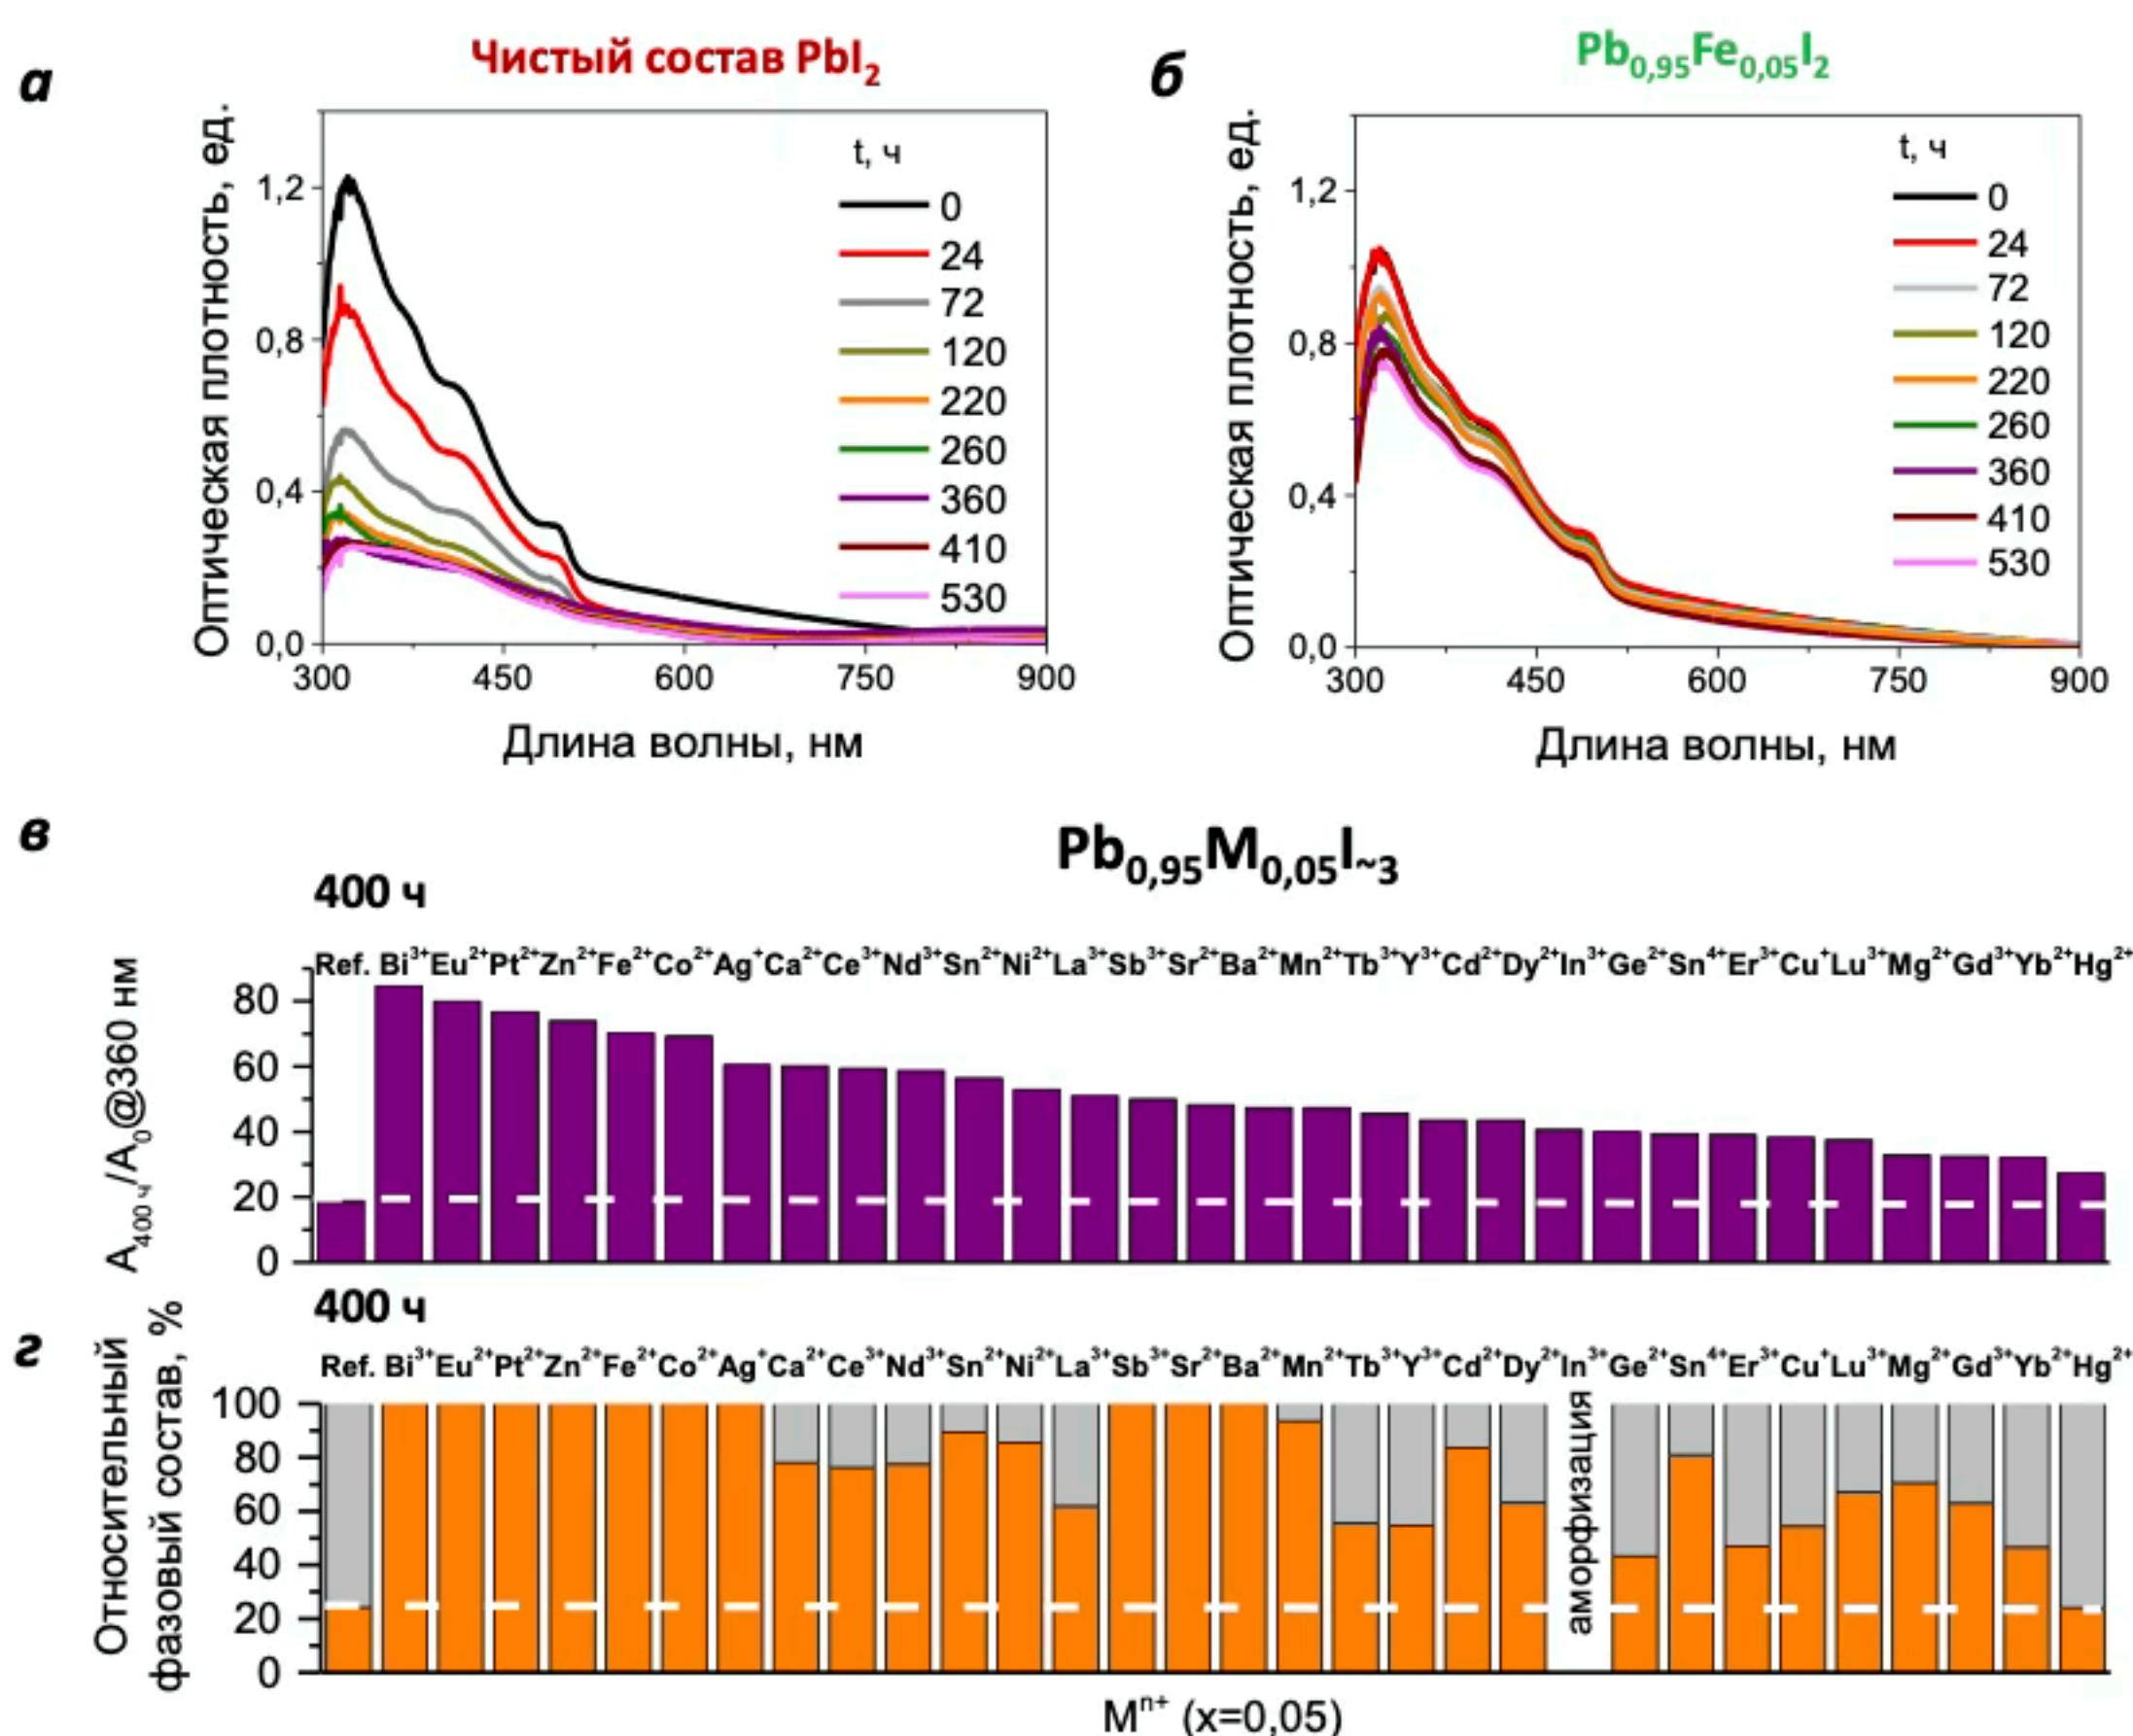 а
Чистый состав PbI₂
Оптическая плотность, ед.
1,2
0,8
0,4
0,0
300 450 600 750 900
Длина волны, нм
t, ч
0
24
72
120
220
260
360
410
530
б
Pb₀,₉₅Fe₀,₀₅I₂
Оптическая плотность, ед.
1,2
0,8
0,4
0,0
300 450 600 750 900
Длина волны, нм
t, ч
0
24
72
120
220
260
360
410
530
в
Pb₀,₉₅M₀,₀₅I~₃
400 ч
Ref. Bi³⁺ Eu²⁺ Pt²⁺ Zn²⁺ Fe²⁺ Co²⁺ Ag⁺ Ca²⁺ Ce³⁺ Nd³⁺ Sn²⁺ Ni²⁺ La³⁺ Sb³⁺ Sr²⁺ Ba²⁺ Mn²⁺ Tb³⁺ Y³⁺ Cd²⁺ Dy²⁺ In³⁺ Ge²⁺ Sn⁴⁺ Er³⁺ Cu⁺ Lu³⁺ Mg²⁺ Gd³⁺ Yb²⁺ Hg²⁺
A₄₀₀ ч/A₀@360 нм
80
60
40
20
0
г
400 ч
Ref. Bi³⁺ Eu²⁺ Pt²⁺ Zn²⁺ Fe²⁺ Co²⁺ Ag⁺ Ca²⁺ Ce³⁺ Nd³⁺ Sn²⁺ Ni²⁺ La³⁺ Sb³⁺ Sr²⁺ Ba²⁺ Mn²⁺ Tb³⁺ Y³⁺ Cd²⁺ Dy²⁺ In³⁺ Ge²⁺ Sn⁴⁺ Er³⁺ Cu⁺ Lu³⁺ Mg²⁺ Gd³⁺ Yb²⁺ Hg²⁺
Относительный
фазовый состав, %
100
80
60
40
20
0
аморфизация
Mⁿ⁺ (x=0,05)